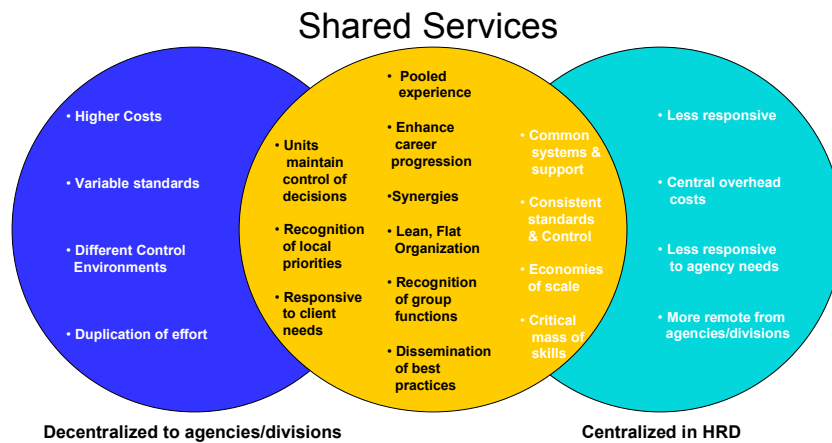 Shared Services
• Higher Costs
• Variable standards
• Different Control
Environments
• Duplication of effort
• Units
maintain
control of
decisions
• Recognition
of local
priorities
• Responsive
to client
needs
• Pooled
experience
• Enhance
career
progression
•Synergies
• Lean, Flat
Organization
• Recognition
of group
functions
• Dissemination
of best
practices
• Common
systems &
support
• Consistent
standards
& Control
• Economies
of scale
• Critical
mass of
skills
• Less responsive
• Central overhead
costs
• Less responsive
to agency needs
• More remote from
agencies/divisions
Decentralized to agencies/divisions
Centralized in HRD